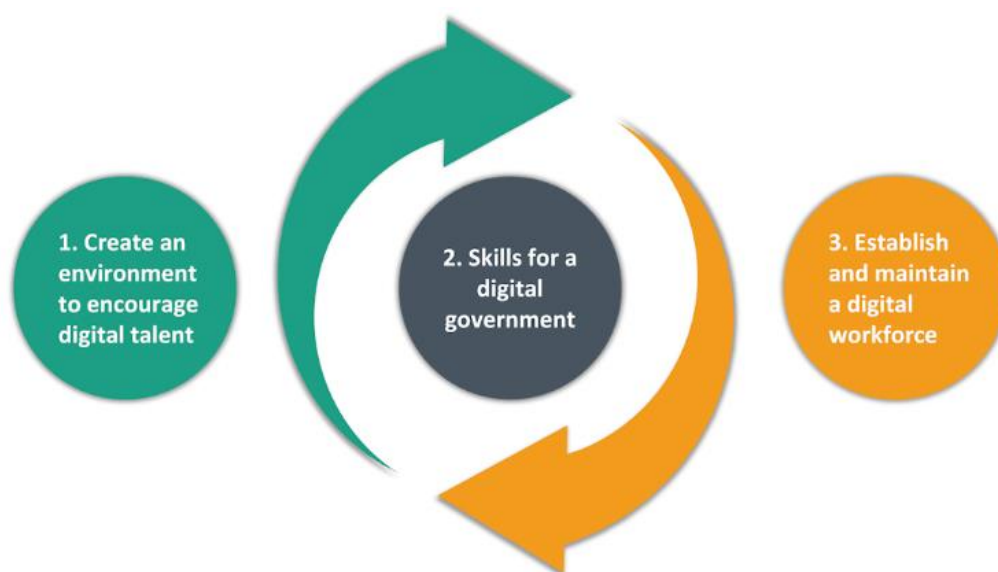 1. Create an
environment
to encourage
digital talent
2. Skills for a
digital
government
3. Establish
and maintain
a digital
workforce